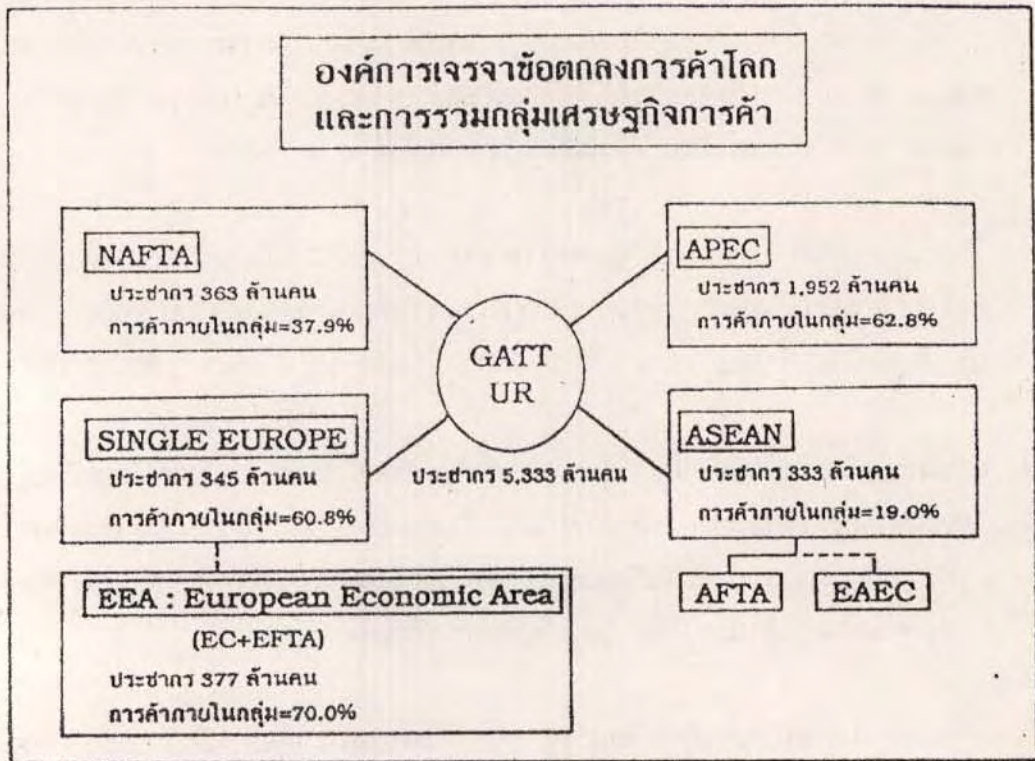 องค์การเจรจาข้อตกลงการค้าโลก
และการรวมกลุ่มเศรษฐกิจการค้า
NAFTA
ประชากร 363 ล้านคน
การค้าภายในกลุ่ม=37.9%
APEC
ประชากร 1,952 ล้านคน
การค้าภายในกลุ่ม=62.8%
GATT
UR
ประชากร 5,333 ล้านคน
SINGLE EUROPE
ประชากร 345 ล้านคน
การค้าภายในกลุ่ม=60.8%
ASEAN
ประชากร 333 ล้านคน
การค้าภายในกลุ่ม=19.0%
AFTA
EAEC
EEA : European Economic Area
(EC+EFTA)
ประชากร 377 ล้านคน
การค้าภายในกลุ่ม=70.0%